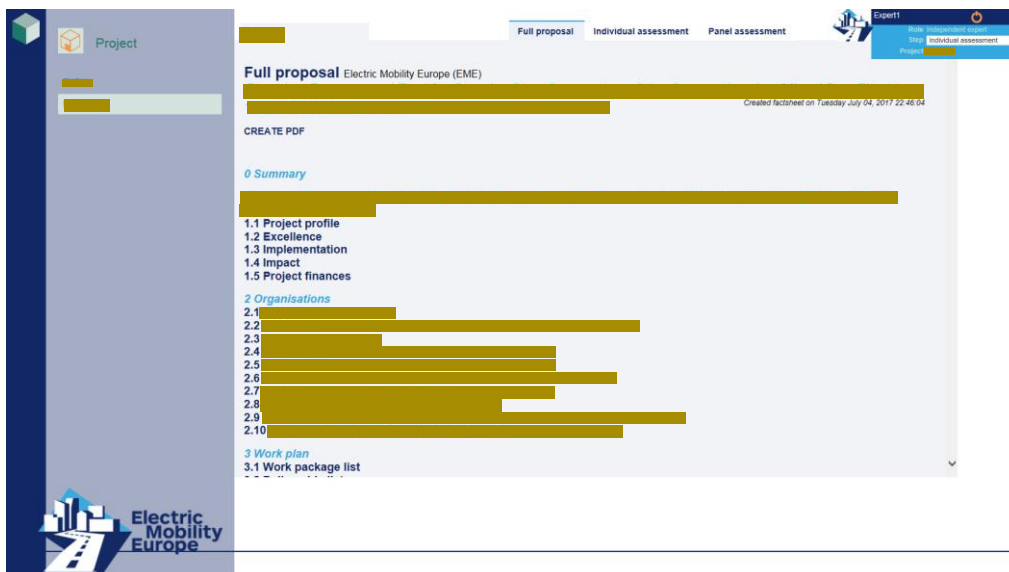 Project
Full proposal Individual assessment Panel assessment
Expert1
Role Independent expert
Step Individual assessment
Project
Full proposal Electric Mobility Europe (EME)
Created factsheet on Tuesday July 04, 2017 22:46:04
CREATE PDF
0 Summary
1.1 Project profile
1.2 Excellence
1.3 Implementation
1.4 Impact
1.5 Project finances
2 Organisations
2.1
2.2
2.3
2.4
2.5
2.6
2.7
2.8
2.9
2.10
3 Work plan
3.1 Work package list
Electric
Mobility
Europe